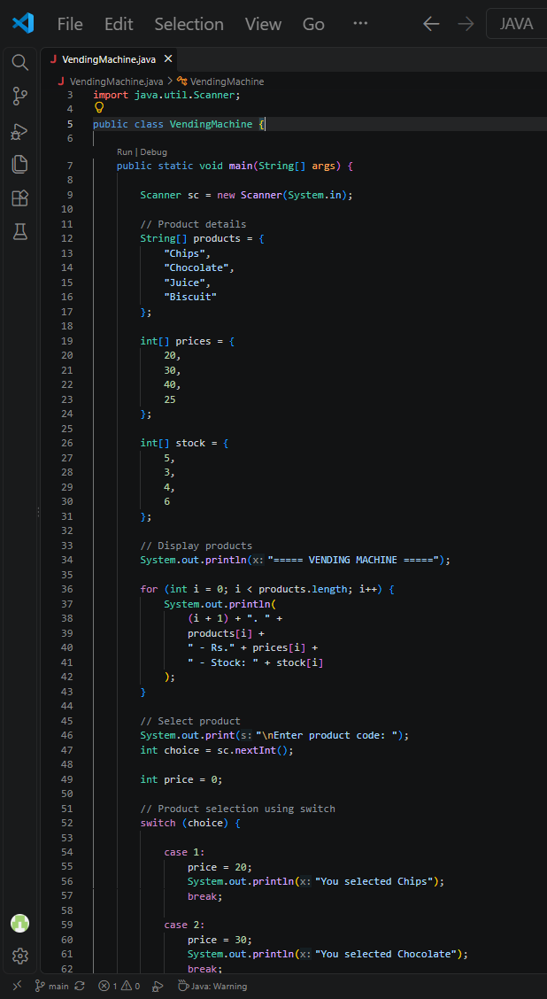 File Edit Selection View Go ··· JAVA
J VendingMachine.java ×
J VendingMachine.java > VendingMachine
3 import java.util.Scanner;
4
5 public class VendingMachine {
6
Run | Debug
7 public static void main(String[] args) {
8
9 Scanner sc = new Scanner(System.in);
10
11 // Product details
12 String[] products = {
13 "Chips",
14 "Chocolate",
15 "Juice",
16 "Biscuit"
17 };
18
19 int[] prices = {
20 20,
21 30,
22 40,
23 25
24 };
25
26 int[] stock = {
27 5,
28 3,
29 4,
30 6
31 };
32
33 // Display products
34 System.out.println(x: "===== VENDING MACHINE =====");
35
36 for (int i = 0; i < products.length; i++) {
37 System.out.println(
38 (i + 1) + ". " +
39 products[i] +
40 " - Rs." + prices[i] +
41 " - Stock: " + stock[i]
42 );
43 }
44
45 // Select product
46 System.out.print(s: "\nEnter product code: ");
47 int choice = sc.nextInt();
48
49 int price = 0;
50
51 // Product selection using switch
52 switch (choice) {
53
54 case 1:
55 price = 20;
56 System.out.println(x: "You selected Chips");
57 break;
58
59 case 2:
60 price = 30;
61 System.out.println(x: "You selected Chocolate");
62 break;
main 1 0 Java: Warning